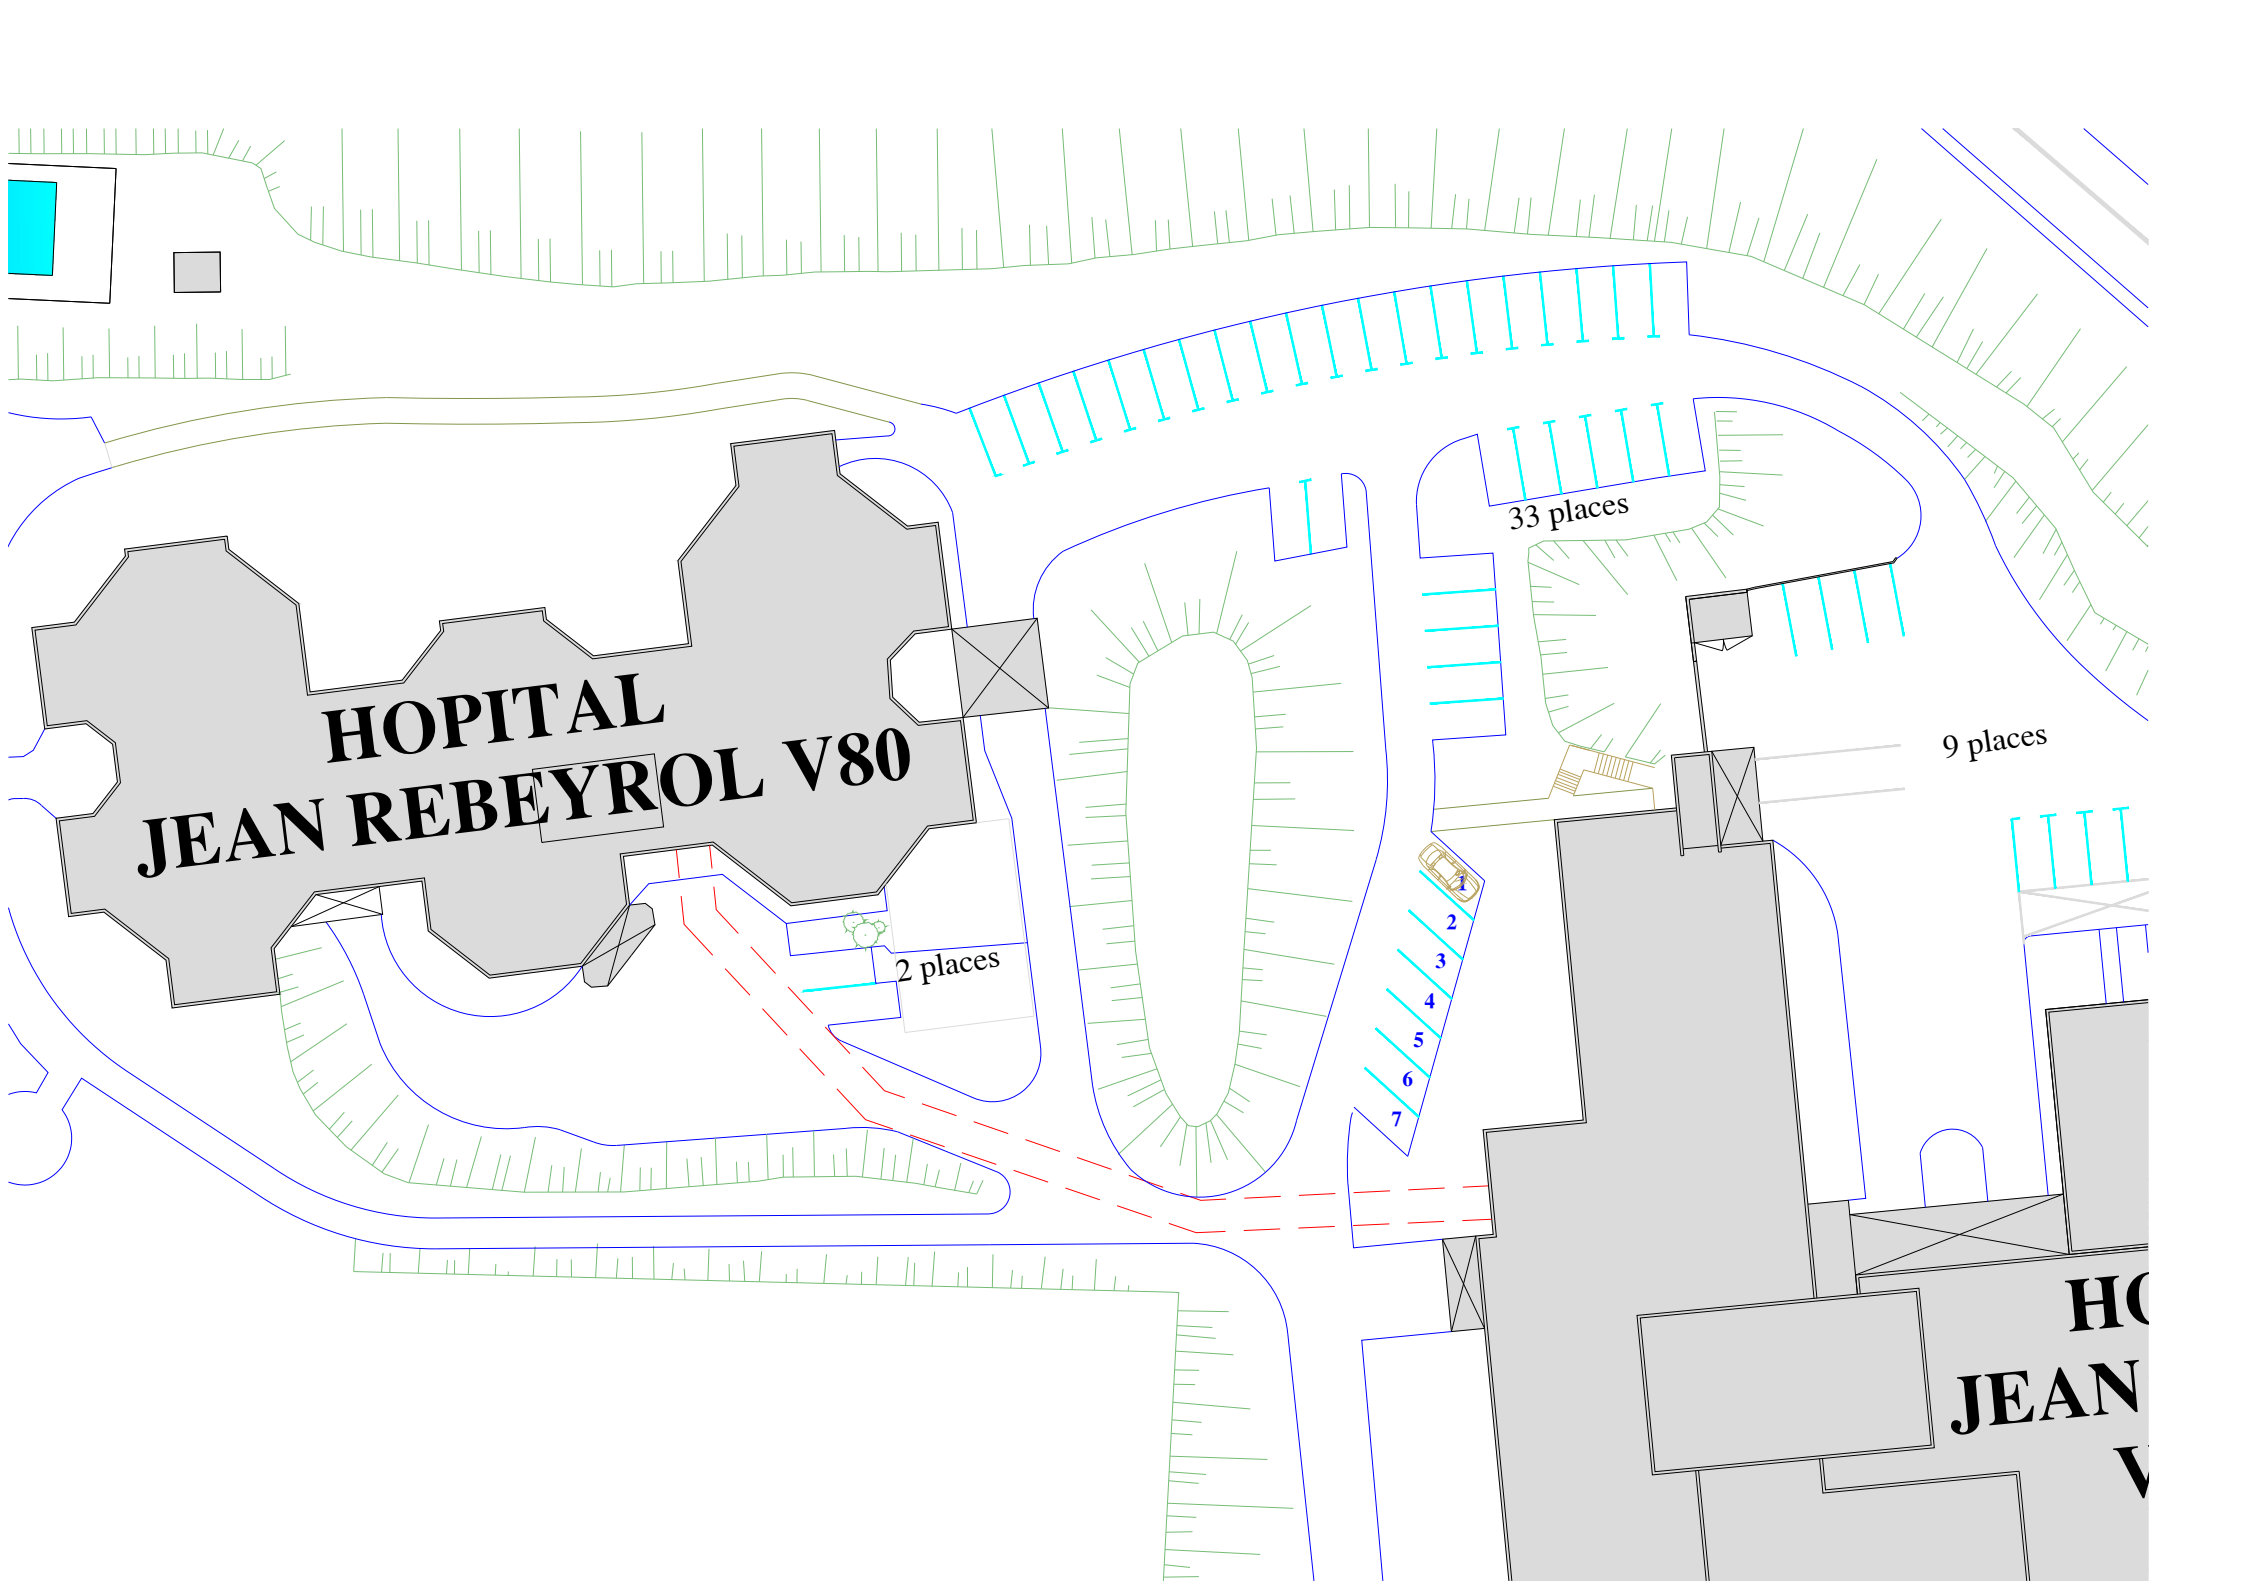 33 places
HOPITAL
JEAN REBEYROL V80
9 places
2 places
1
2
3
4
5
6
7
HO
JEAN
V